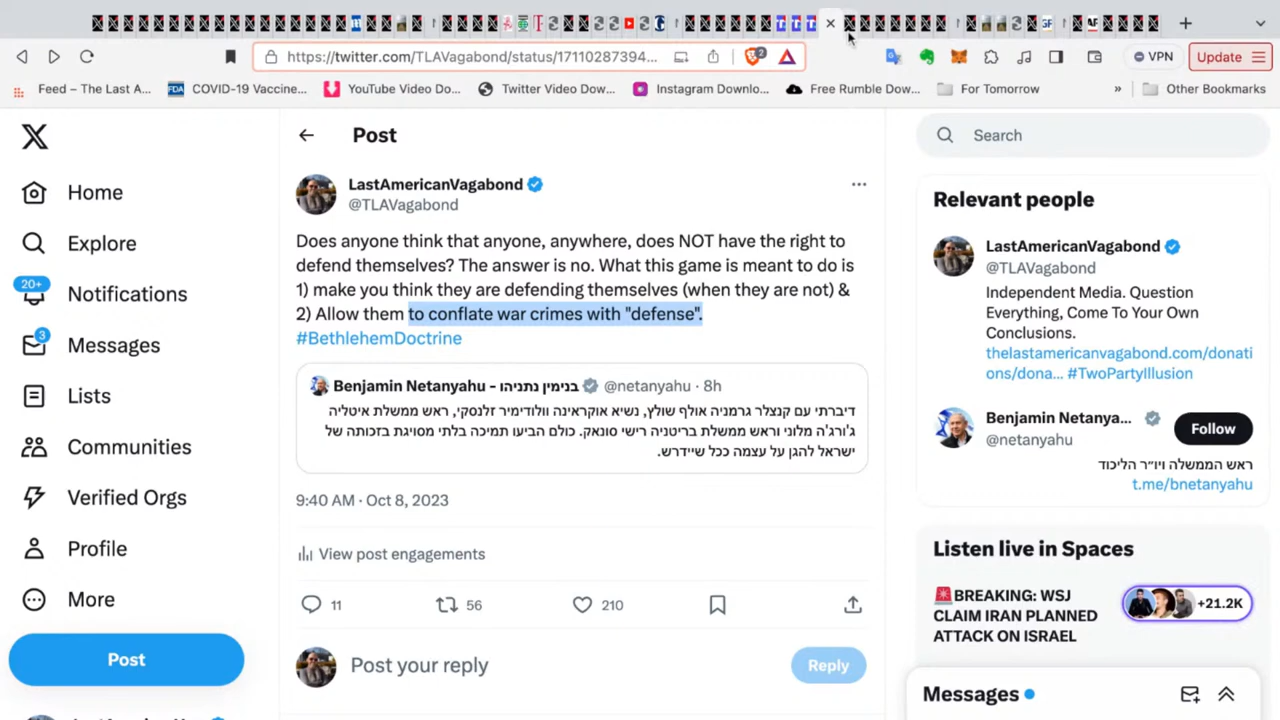 https://twitter.com/TLAVagabond/status/17110287394...
2
VPN
Update
Feed – The Last A...
COVID-19 Vaccine...
YouTube Video Do...
Twitter Video Dow...
Instagram Downlo...
Free Rumble Dow...
For Tomorrow
»
Other Bookmarks
Home
Explore
20+
Notifications
3
Messages
Lists
Communities
Verified Orgs
Profile
More
Post
Post
LastAmericanVagabond
@TLAVagabond
Does anyone think that anyone, anywhere, does NOT have the right to
defend themselves? The answer is no. What this game is meant to do is
1) make you think they are defending themselves (when they are not) &
2) Allow them to conflate war crimes with "defense".
#BethlehemDoctrine
Benjamin Netanyahu - בנימין נתניהו @netanyahu · 8h
דיברתי עם קנצלר גרמניה אולף שולץ, נשיא אוקראינה וולודימיר זלנסקי, ראש ממשלת איטליה
ג'ורג'ה מלוני וראש ממשלת בריטניה רישי סונאק. כולם הביעו תמיכה בלתי מסויגת בזכותה של
ישראל להגן על עצמה ככל שיידרש.
9:40 AM · Oct 8, 2023
View post engagements
11
56
210
Post your reply
Reply
Search
Relevant people
LastAmericanVagabond
@TLAVagabond
Independent Media. Question
Everything, Come To Your Own
Conclusions.
thelastamericanvagabond.com/donati
ons/dona... #TwoPartyIllusion
Benjamin Netanya...
@netanyahu
Follow
ראש הממשלה ויו״ר הליכוד
t.me/bnetanyahu
Listen live in Spaces
🚨BREAKING: WSJ
CLAIM IRAN PLANNED
ATTACK ON ISRAEL
+21.2K
Messages